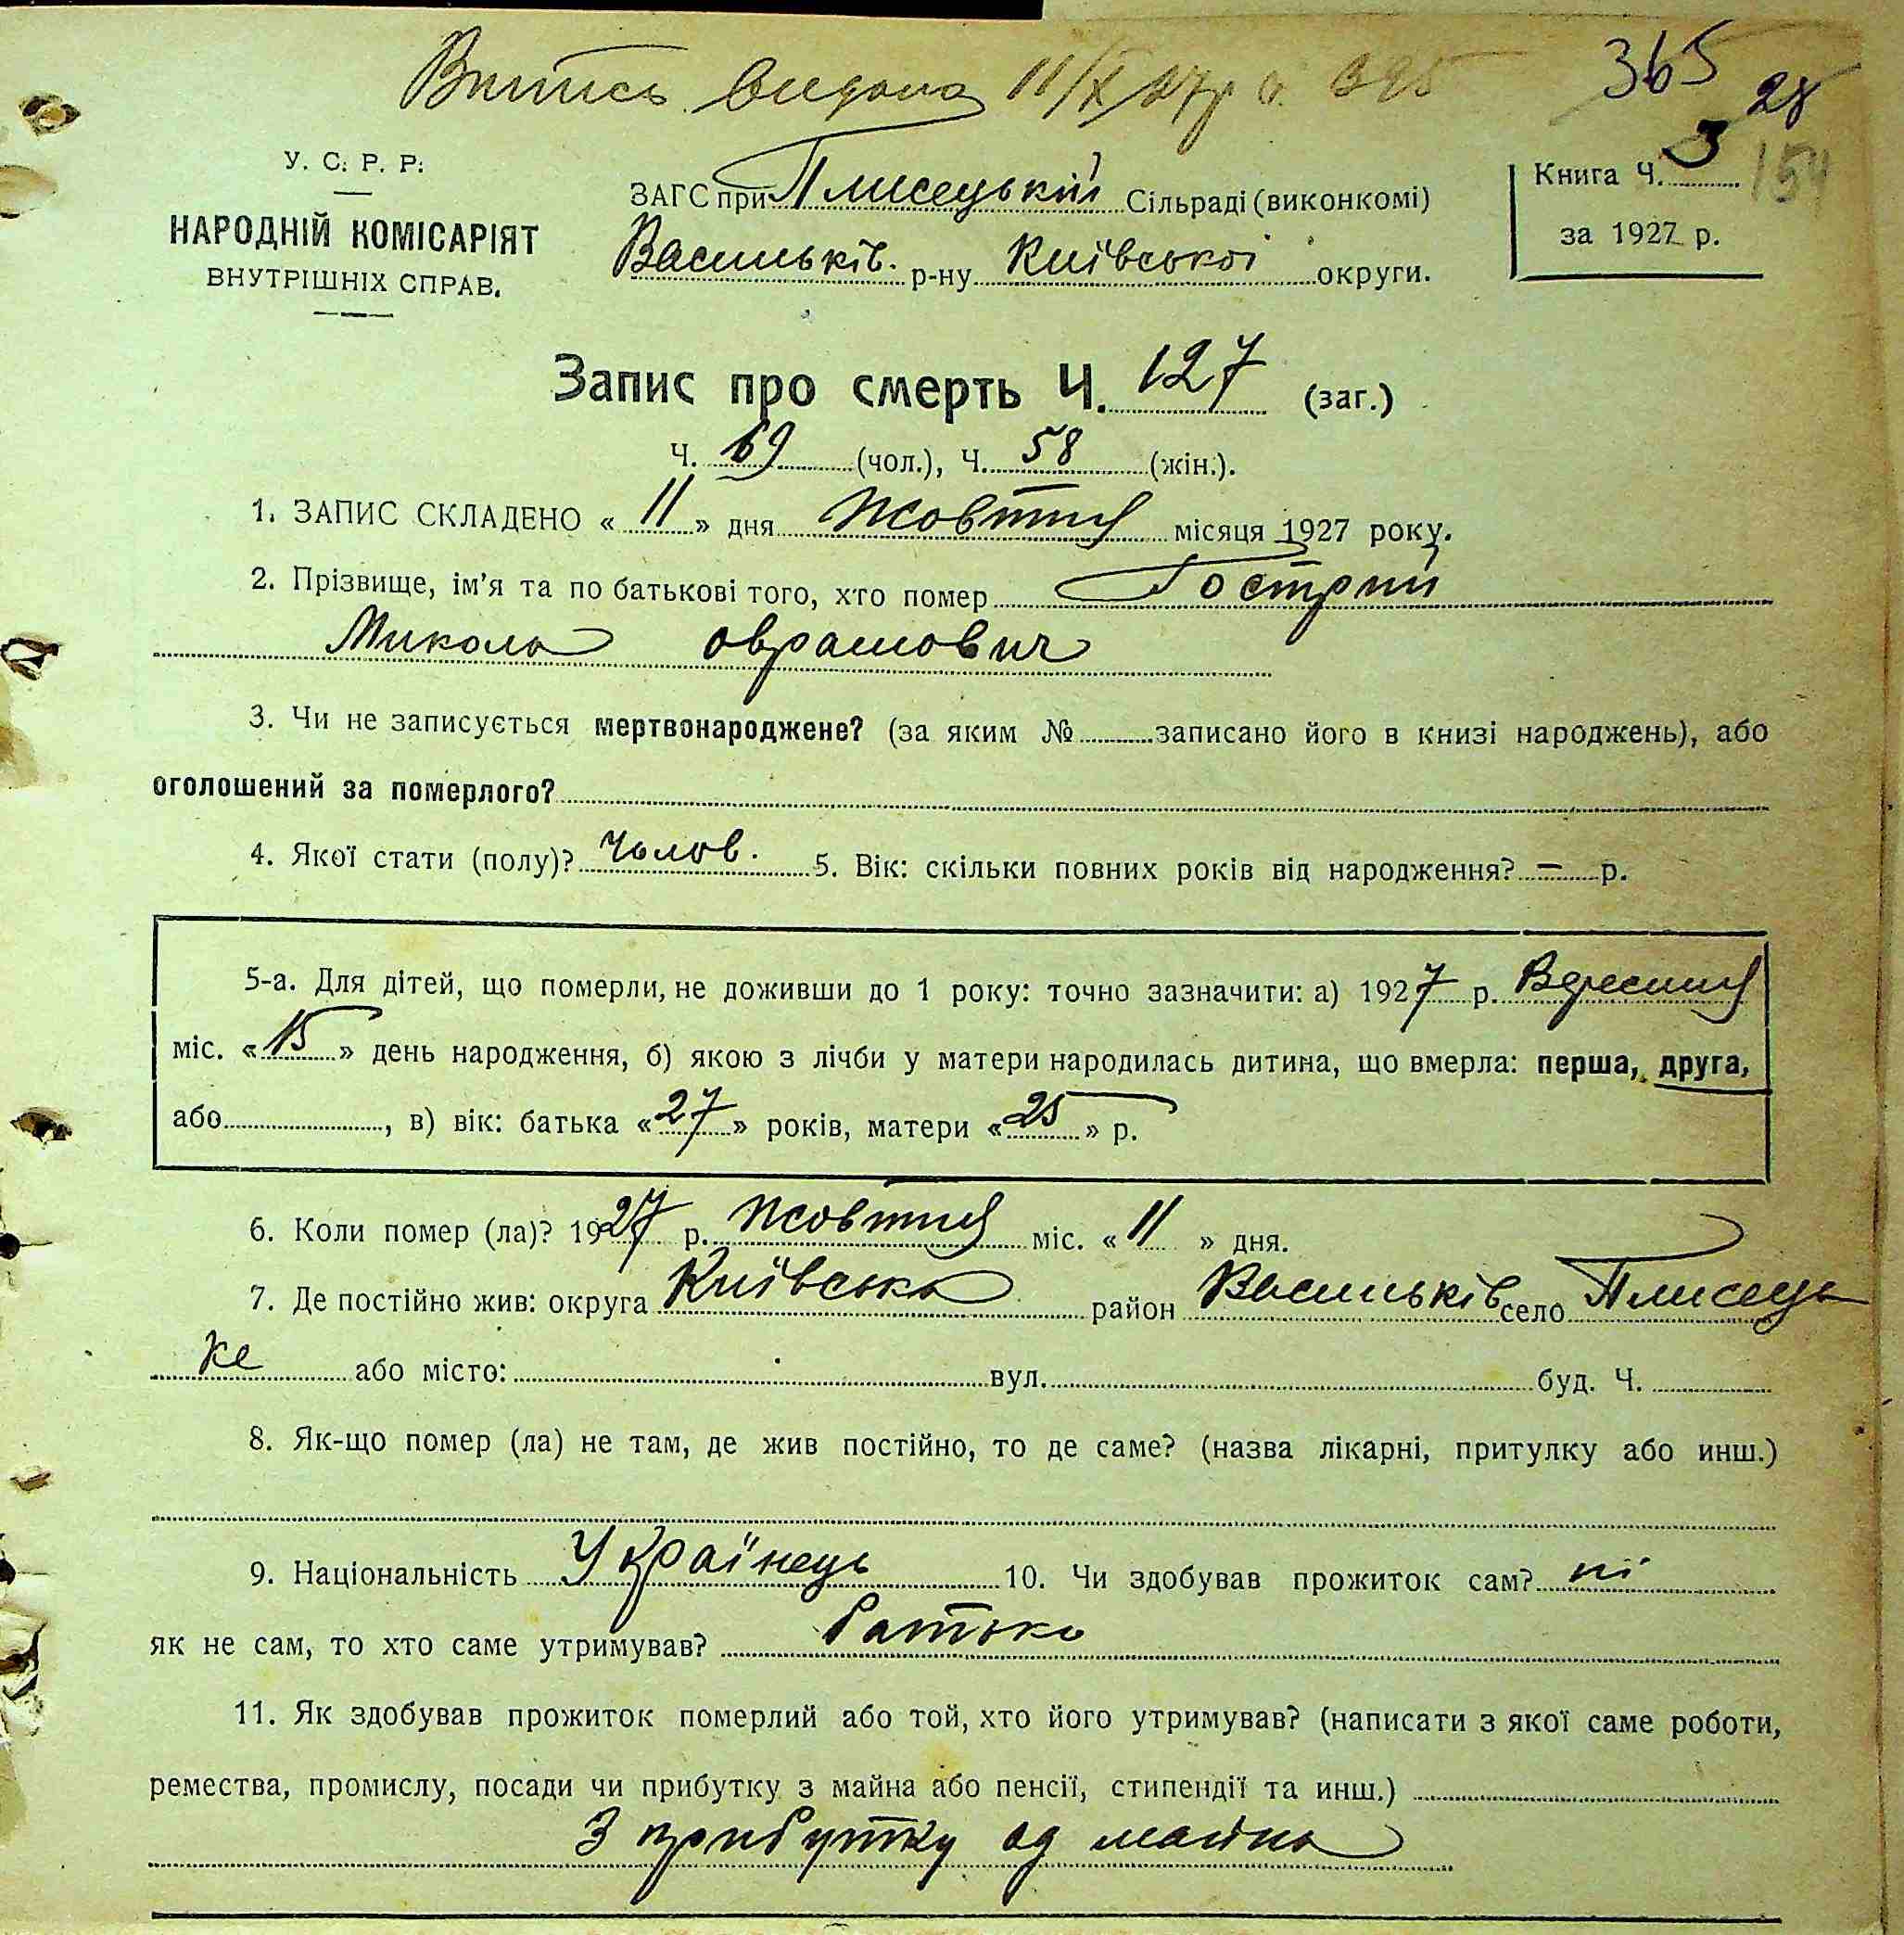 Витись видана 11/X 27р ч. 395
365
28
154
У. С. Р. Р.
НАРОДНІЙ КОМІСАРІЯТ
ВНУТРІШНІХ СПРАВ.
ЗАГС при Плисецькій Сільраді (виконкомі)
Васильків. р-ну Київської округи.
Книга Ч. 3
за 1927 р.
Запис про смерть Ч. 127 (заг.)
Ч. 69 (чол.), Ч. 58 (жін.).
1. ЗАПИС СКЛАДЕНО « 11 » дня Жовтня місяця 1927 року.
2. Прізвище, ім'я та по батькові того, хто помер Гострий
Микола оврамович
3. Чи не записується мертвонароджене? (за яким № записано його в книзі народжень), або
оголошений за померлого?
4. Якої стати (полу)? чолов. 5. Вік: скільки повних років від народження? — р.
5-а. Для дітей, що померли, не доживши до 1 року: точно зазначити: а) 1927 р. Вересння
міс. « 15 » день народження, б) якою з лічби у матери народилась дитина, що вмерла: перша, друга,
або , в) вік: батька « 27 » років, матери « 25 » р.
6. Коли помер (ла)? 1927 р. жовтня міс. « 11 » дня.
7. Де постійно жив: округа Київська район Васильків село Плисець
ке або місто: вул. буд. Ч.
8. Як-що помер (ла) не там, де жив постійно, то де саме? (назва лікарні, притулку або инш.)
9. Національність Українець 10. Чи здобував прожиток сам? ні
як не сам, то хто саме утримував? батько
11. Як здобував прожиток померлий або той, хто його утримував? (написати з якої саме роботи,
ремества, промислу, посади чи прибутку з майна або пенсії, стипендії та инш.)
З прибутку од майна